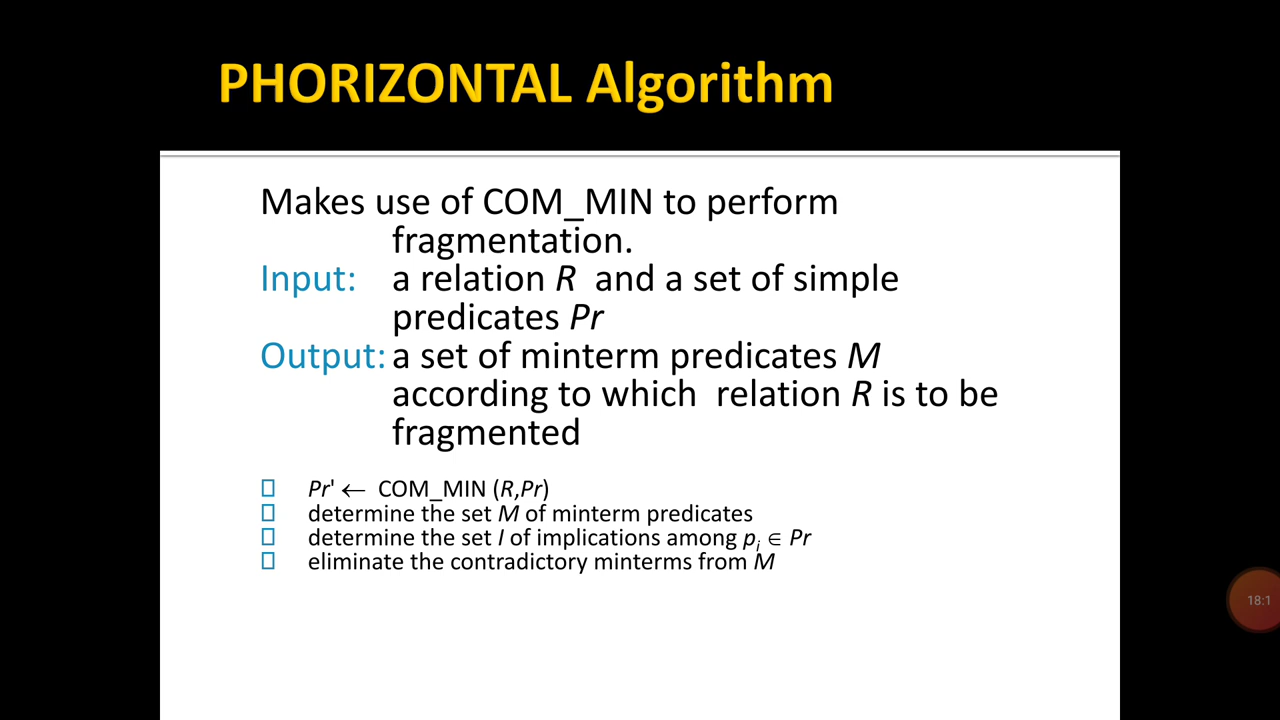 PHORIZONTAL Algorithm
Makes use of COM_MIN to perform
fragmentation.
Input: a relation R and a set of simple
predicates Pr
Output: a set of minterm predicates M
according to which relation R is to be
fragmented
Pr' ← COM_MIN (R,Pr)
determine the set M of minterm predicates
determine the set I of implications among pi ∈ Pr
eliminate the contradictory minterms from M
18:1